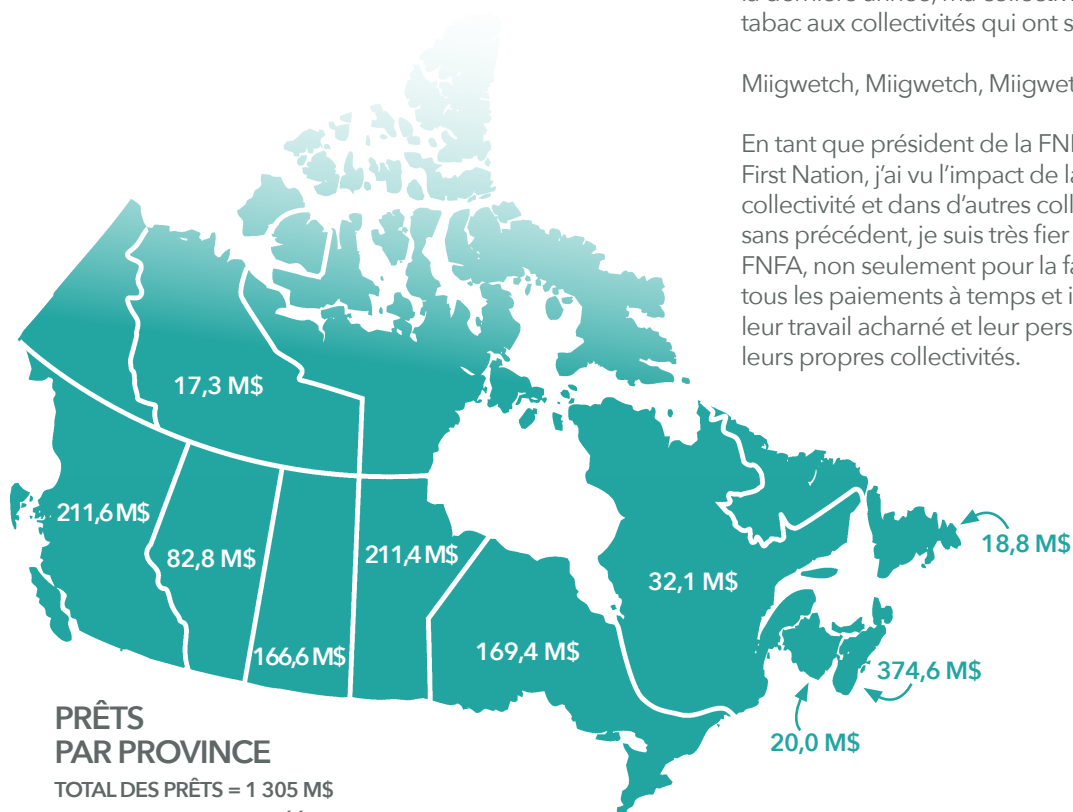 tabac aux collectivités qui ont s
Miigwetch, Miigwetch, Miigwet
En tant que président de la FN
First Nation, j'ai vu l'impact de l
collectivité et dans d'autres coll
sans précédent, je suis très fier
FNFA, non seulement pour la fa
tous les paiements à temps et i
leur travail acharné et leur pers
leurs propres collectivités.
17,3 M$
211,6 M$
82,8 M$
166,6 M$
211,4 M$
169,4 M$
32,1 M$
18,8 M$
374,6 M$
20,0 M$
PRÊTS
PAR PROVINCE
TOTAL DES PRÊTS = 1 305 M$